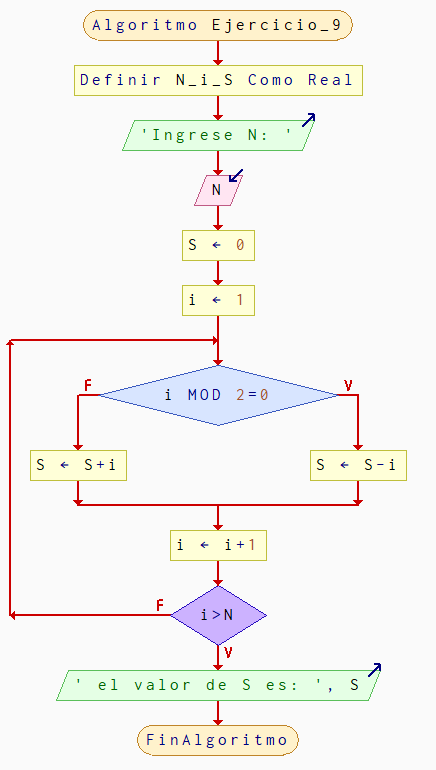 Algoritmo Ejercicio_9
Definir N_i_S Como Real
'Ingrese N: '
N
S ← 0
i ← 1
i MOD 2=0
F
V
S ← S+i
S ← S-i
i ← i+1
i>N
F
V
' el valor de S es: ', S
FinAlgoritmo